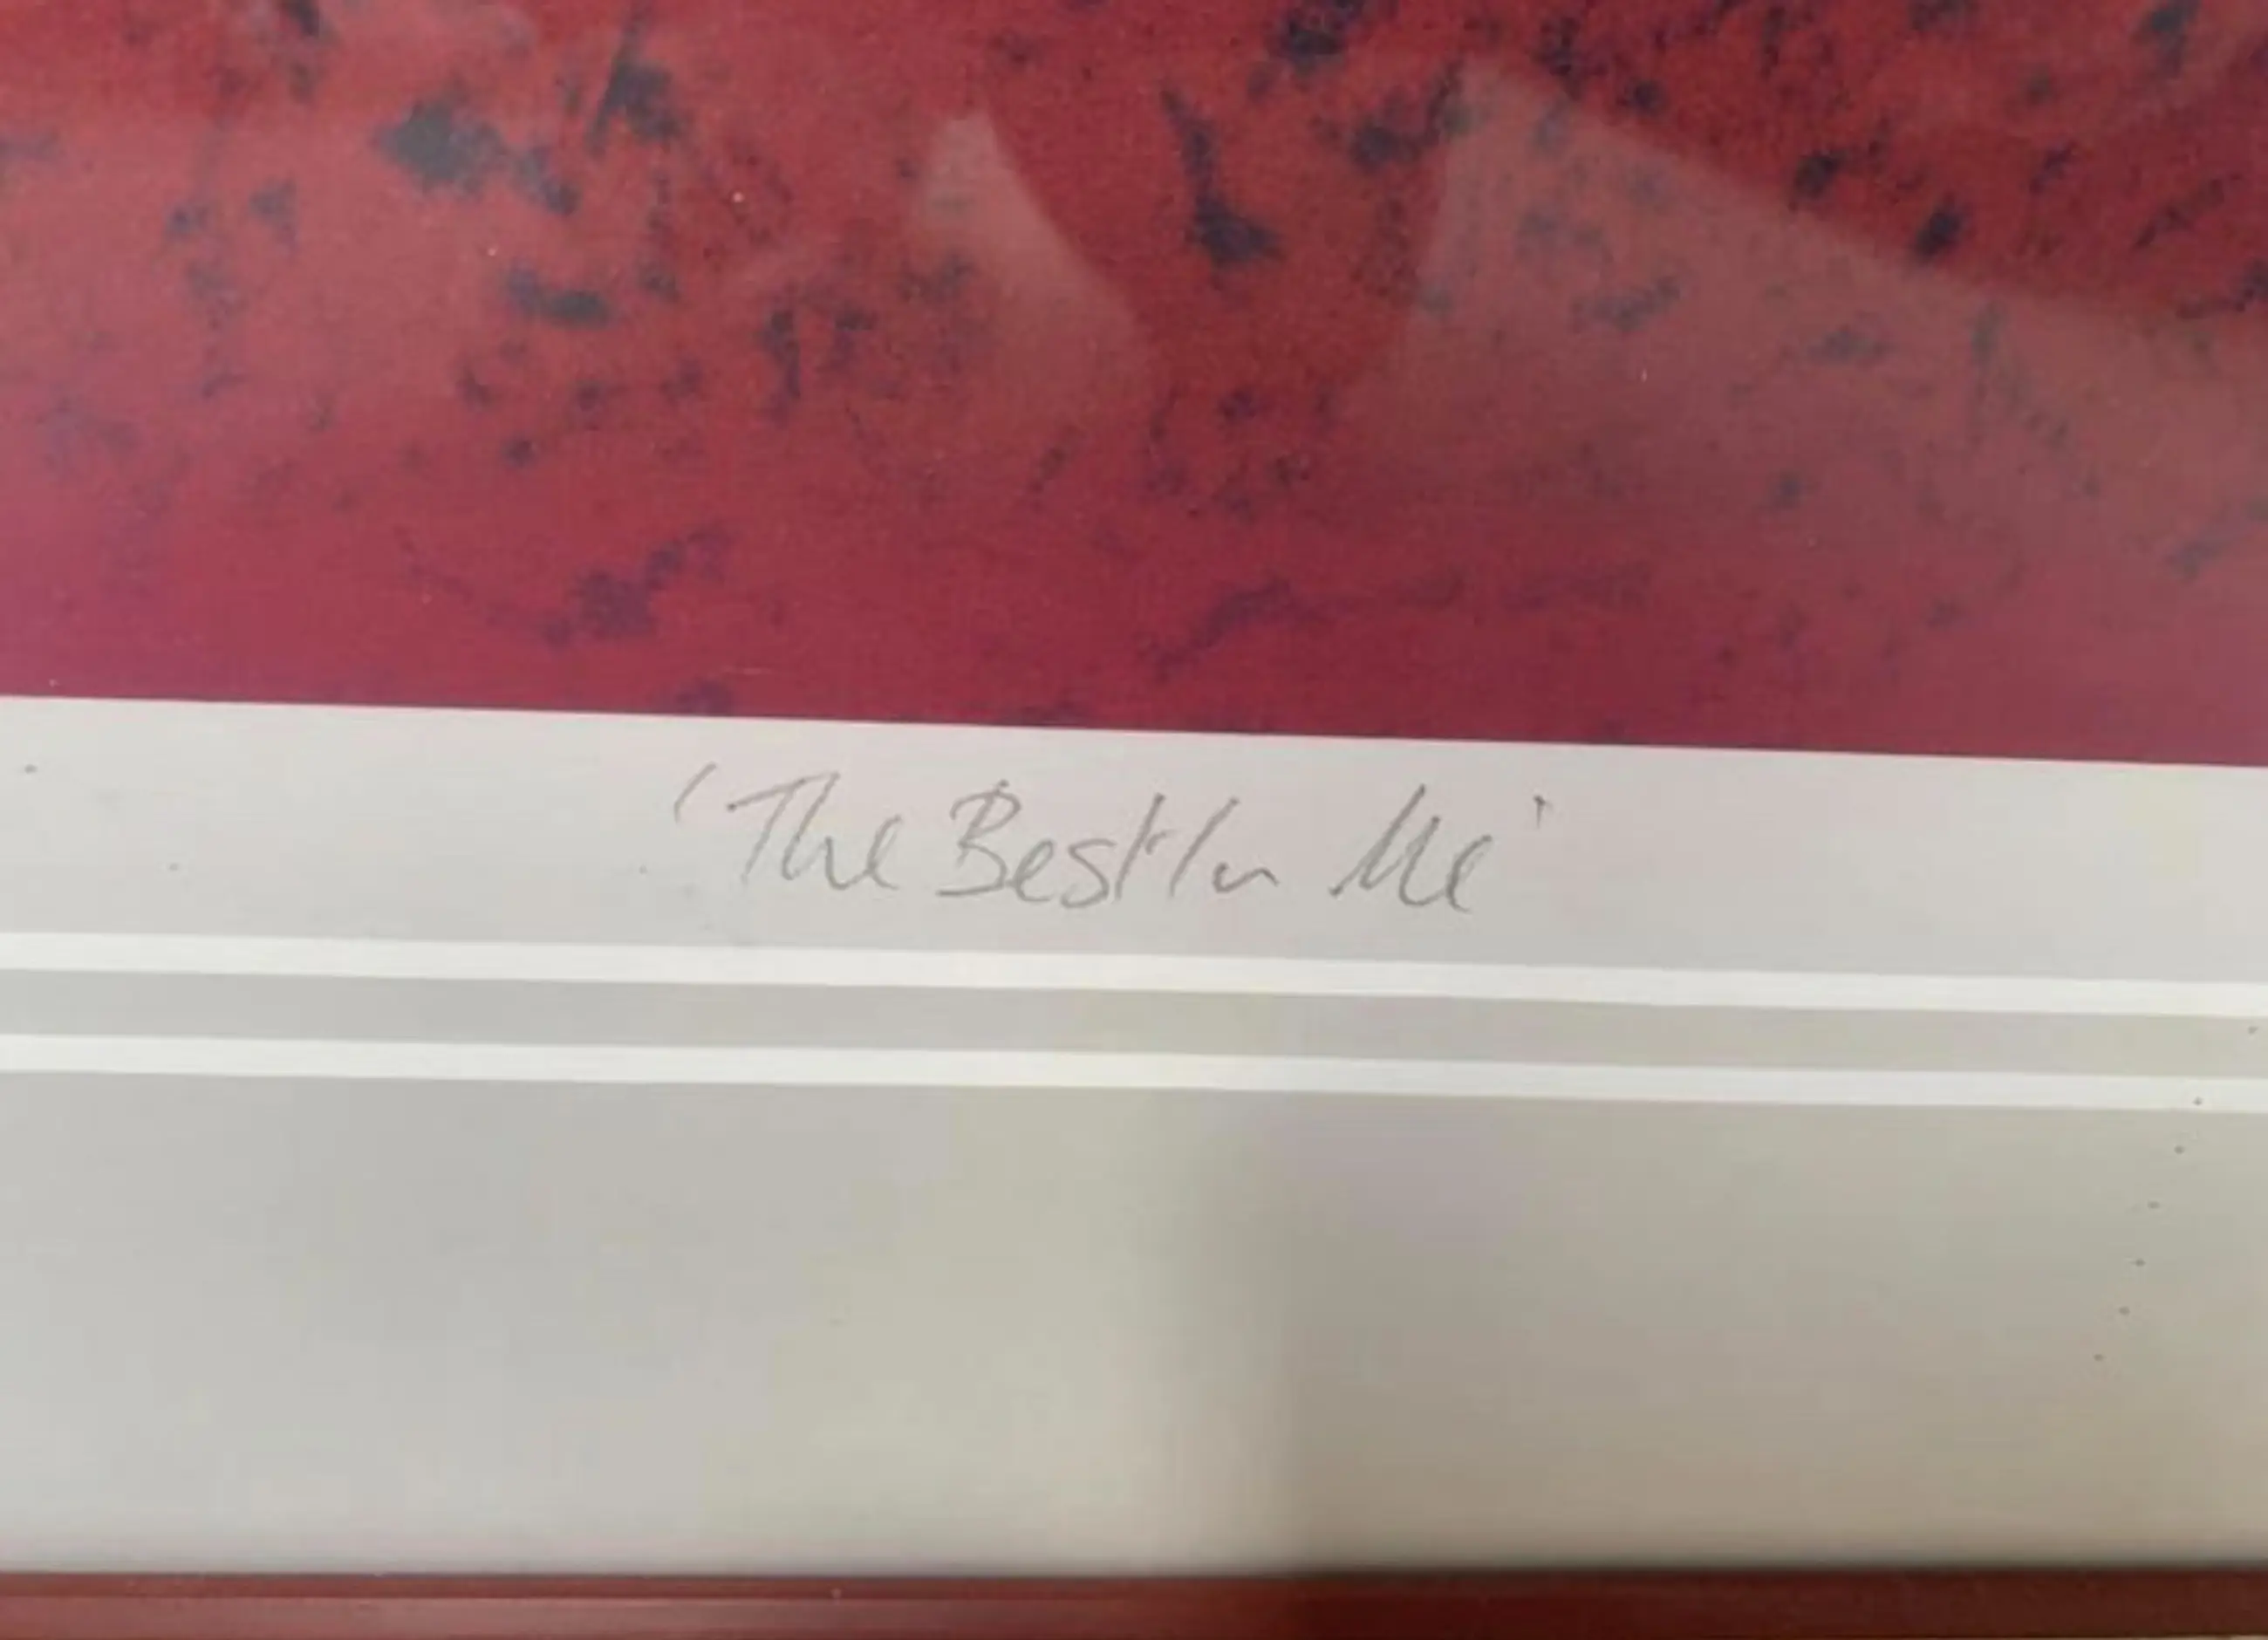 'The Best In Me'